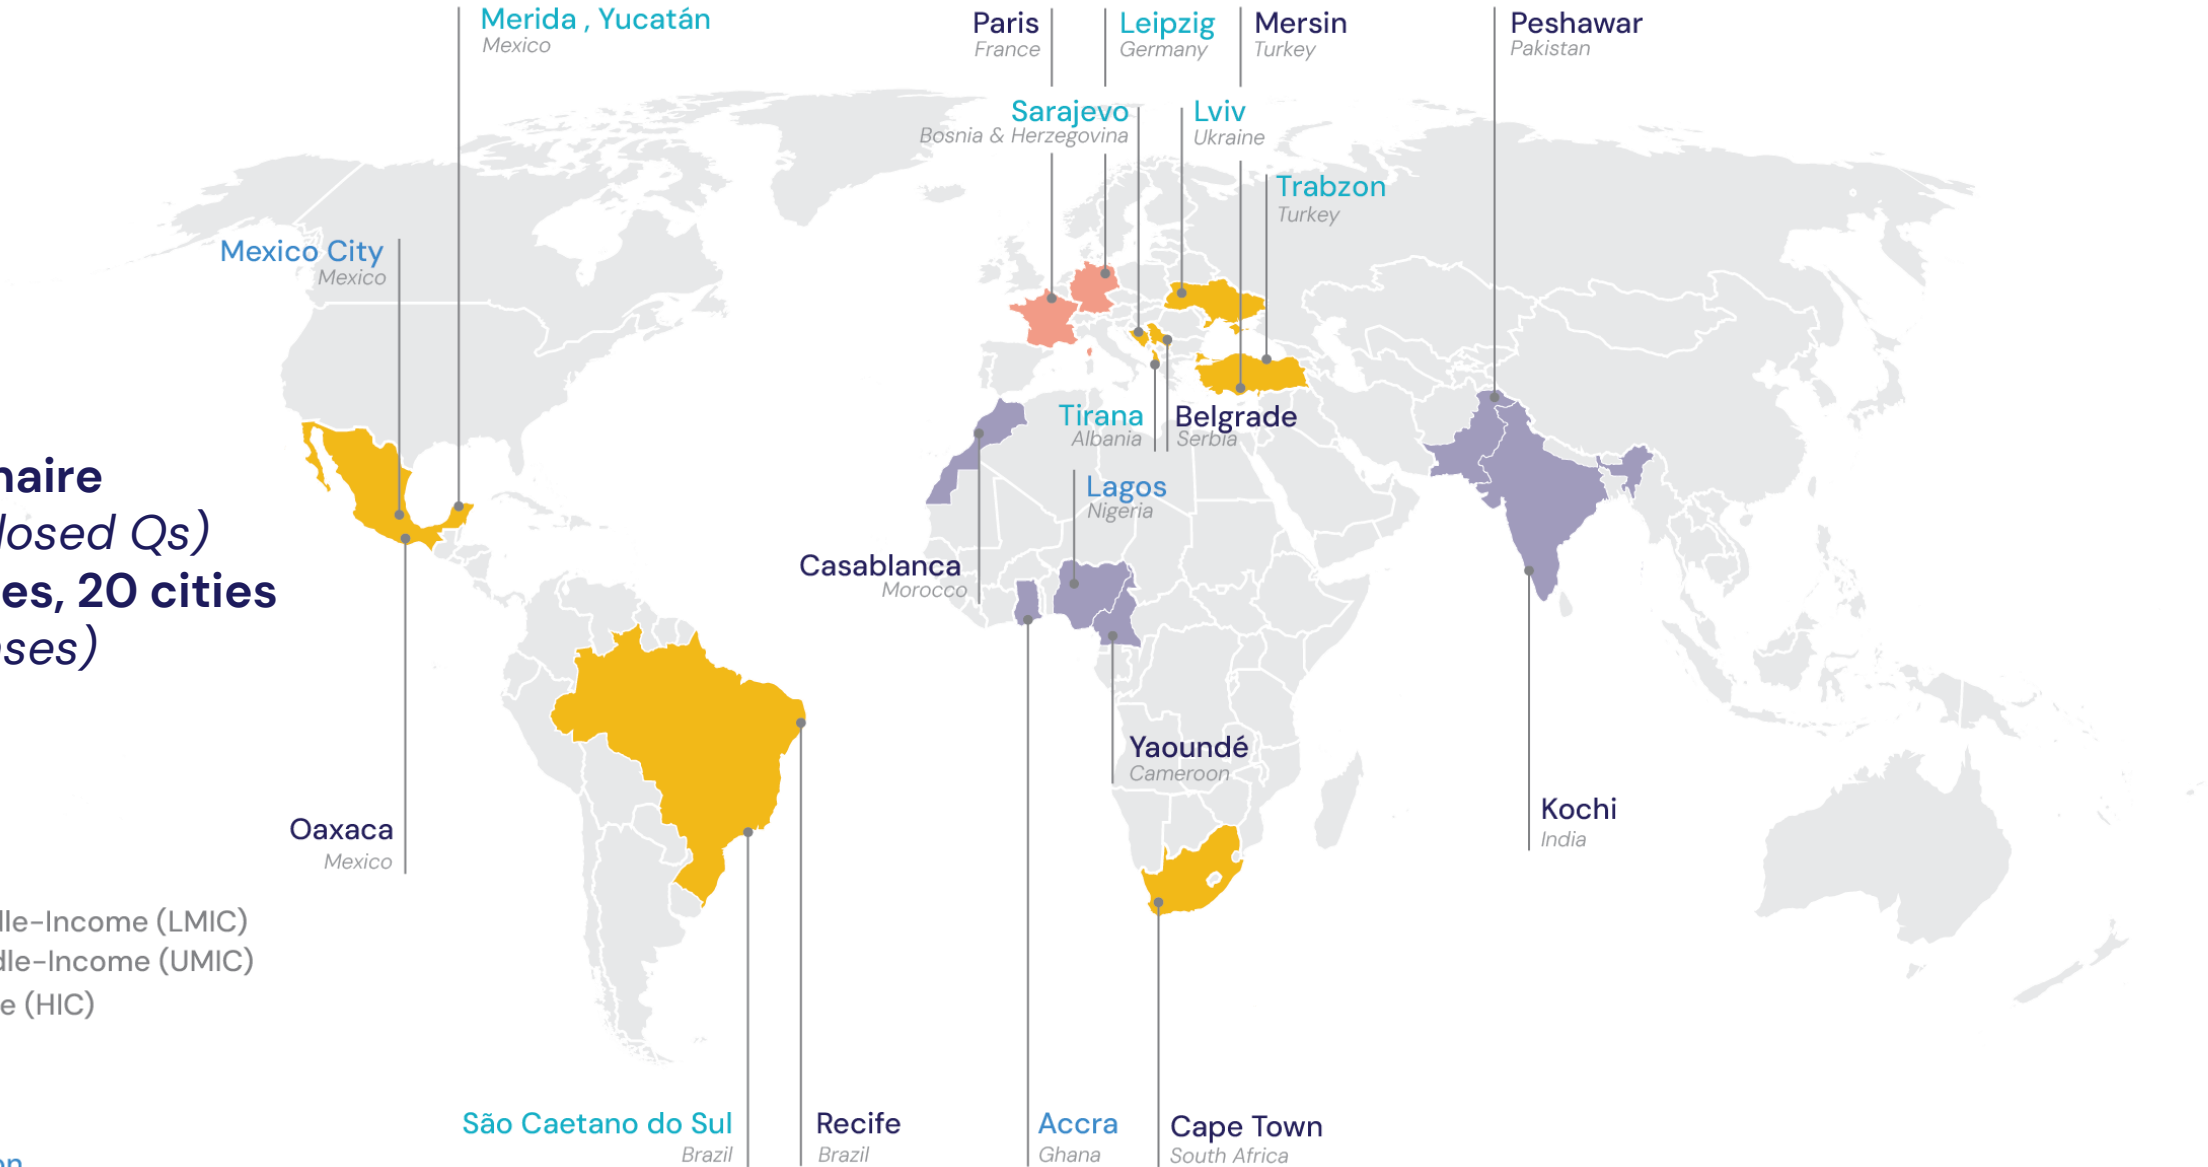 Merida , Yucatán
Mexico
Paris
France
Leipzig
Germany
Mersin
Turkey
Peshawar
Pakistan
Sarajevo
Bosnia & Herzegovina
Lviv
Ukraine
Trabzon
Turkey
Mexico City
Mexico
Tirana
Albania
Belgrade
Serbia
Lagos
Nigeria
Casablanca
Morocco
naire
losed Qs)
es, 20 cities
ses)
Yaoundé
Cameroon
Kochi
India
Oaxaca
Mexico
lle-Income (LMIC)
dle-Income (UMIC)
e (HIC)
São Caetano do Sul
Brazil
Recife
Brazil
Accra
Ghana
Cape Town
South Africa